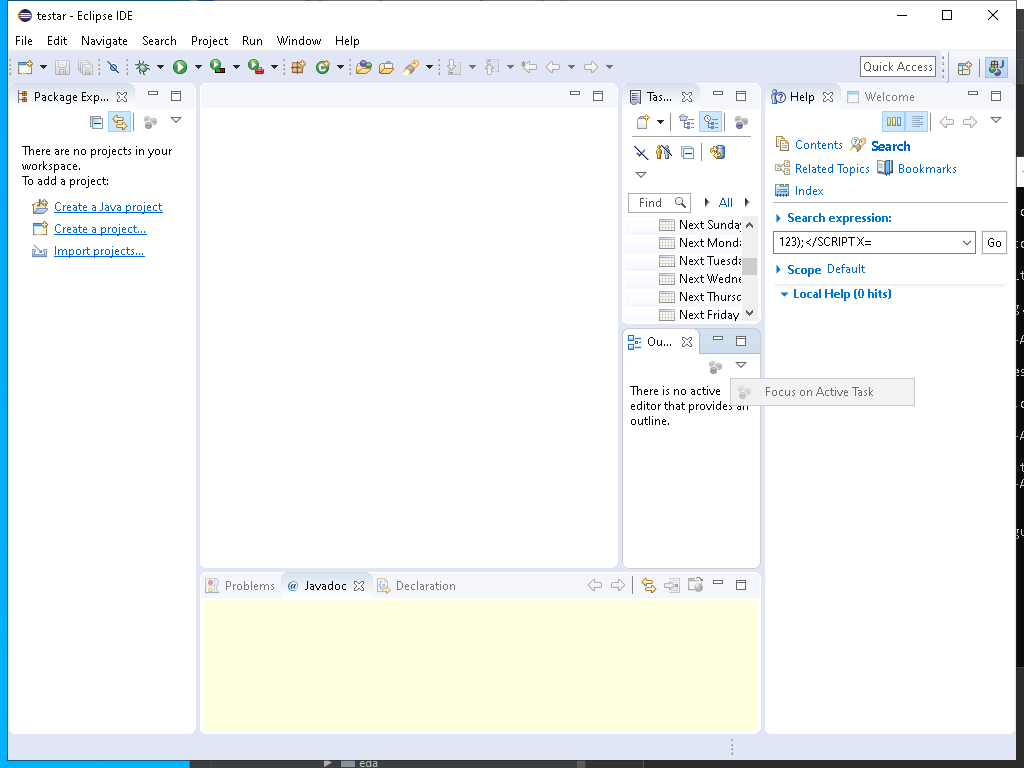 testar - Eclipse IDE
File Edit Navigate Search Project Run Window Help
Quick Access
Package Exp...
There are no projects in your
workspace.
To add a project:
Create a Java project
Create a project...
Import projects...
Tas...
Find
All
Next Sunday
Next Monda
Next Tuesda
Next Wedne
Next Thursd
Next Friday
Ou...
There is no active
editor that provides an
outline.
Focus on Active Task
Help Welcome
Contents Search
Related Topics Bookmarks
Index
Search expression:
123);</SCRIPTX=
Go
Scope Default
Local Help (0 hits)
Problems @ Javadoc Declaration
eda